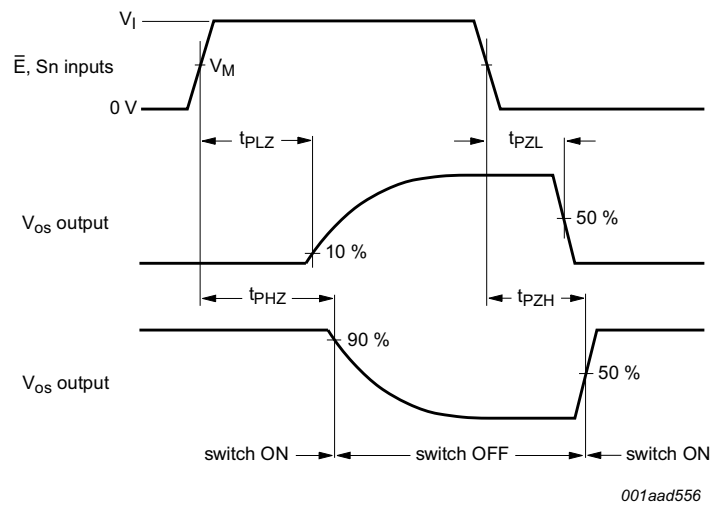 V_I
Ē, Sn inputs
V_M
0 V
t_PLZ
t_PZL
V_os output
50 %
10 %
t_PHZ
t_PZH
90 %
V_os output
50 %
switch ON
switch OFF
switch ON
001aad556